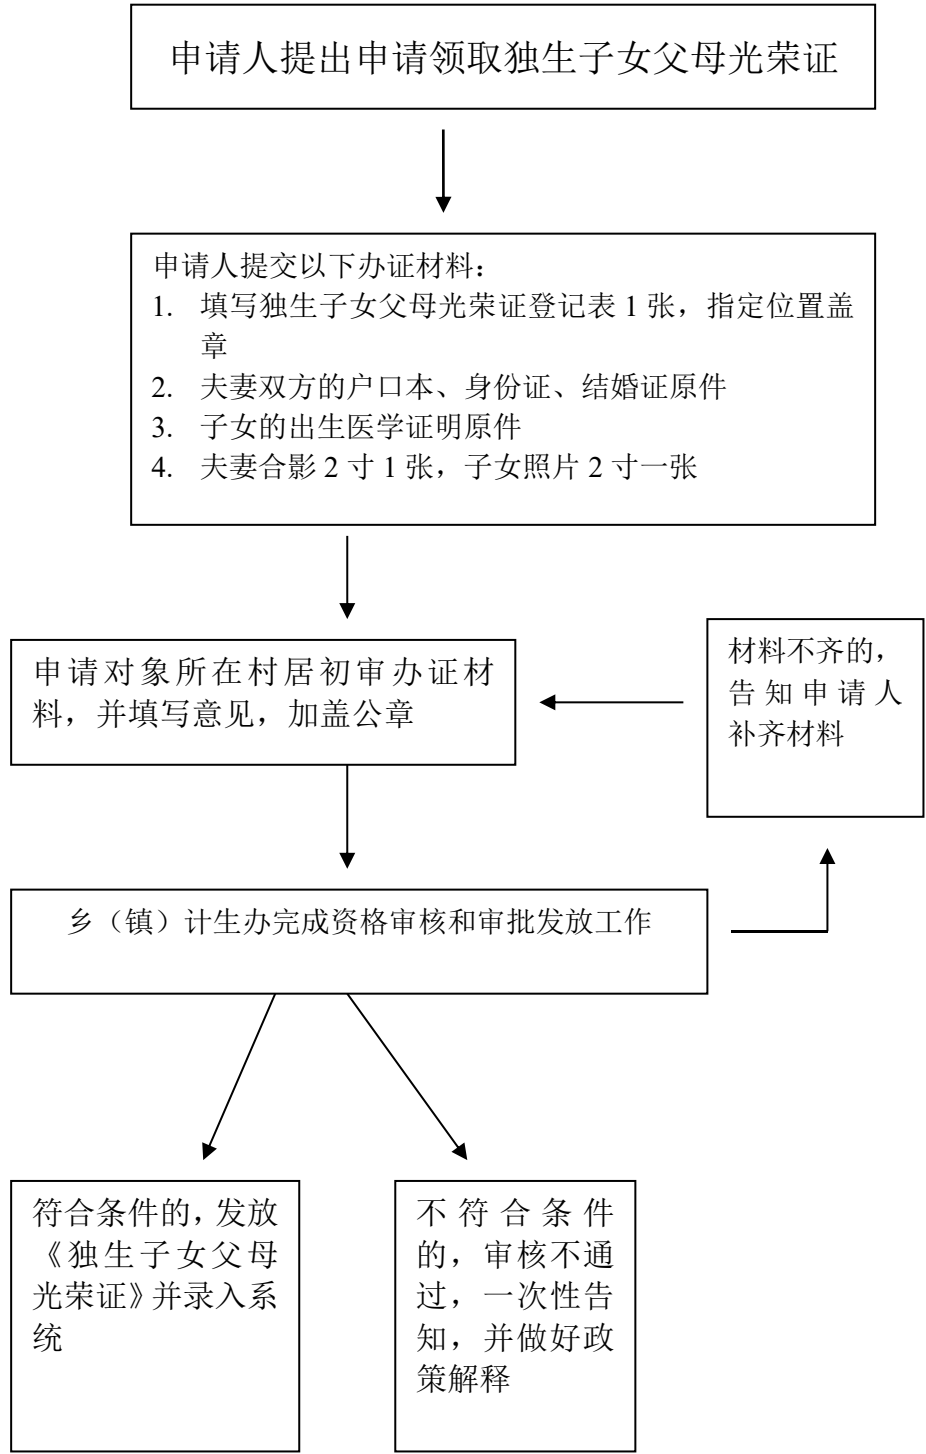 申请人提出申请领取独生子女父母光荣证
申请人提交以下办证材料：
1. 填写独生子女父母光荣证登记表 1 张，指定位置盖
章
2. 夫妻双方的户口本、身份证、结婚证原件
3. 子女的出生医学证明原件
4. 夫妻合影 2 寸 1 张，子女照片 2 寸一张
申请对象所在村居初审办证材
料，并填写意见，加盖公章
材料不齐的，
告知申请人
补齐材料
乡（镇）计生办完成资格审核和审批发放工作
符合条件的，发放
《独生子女父母
光荣证》并录入系
统
不符合条件
的，审核不通
过，一次性告
知，并做好政
策解释